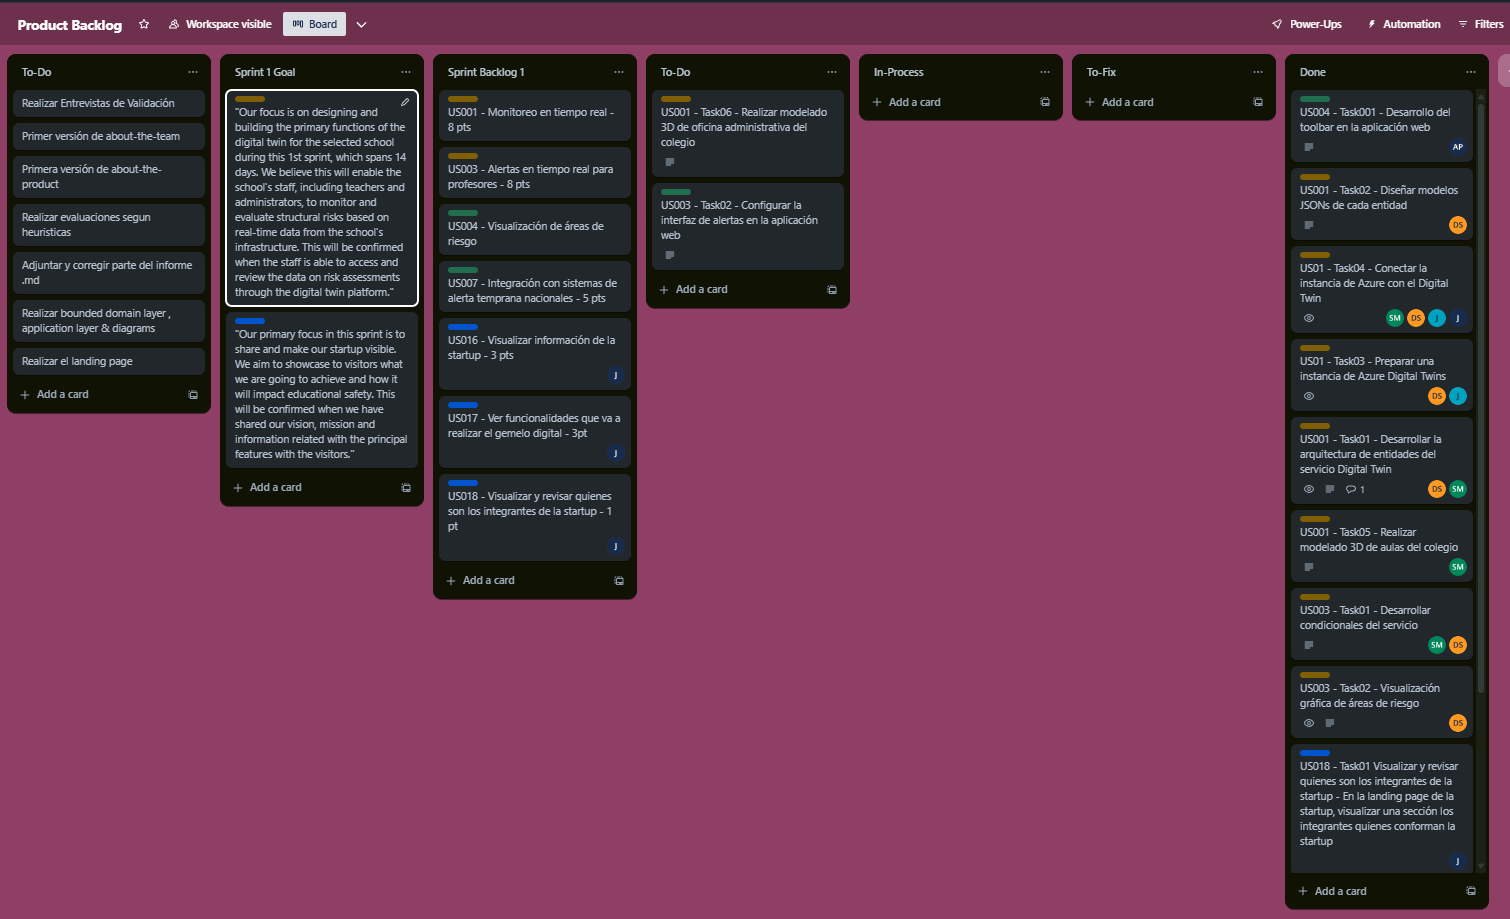 Product Backlog
Workspace visible
Board
Power-Ups
Automation
Filters
To-Do
Realizar Entrevistas de Validación
Primer versión de about-the-team
Primera versión de about-the-
product
Realizar evaluaciones segun
heuristicas
Adjuntar y corregir parte del informe
.md
Realizar bounded domain layer ,
application layer & diagrams
Realizar el landing page
Add a card
Sprint 1 Goal
"Our focus is on designing and
building the primary functions of the
digital twin for the selected school
during this 1st sprint, which spans 14
days. We believe this will enable the
school's staff, including teachers and
administrators, to monitor and
evaluate structural risks based on
real-time data from the school's
infrastructure. This will be confirmed
when the staff is able to access and
review the data on risk assessments
through the digital twin platform."
"Our primary focus in this sprint is to
share and make our startup visible.
We aim to showcase to visitors what
we are going to achieve and how it
will impact educational safety. This
will be confirmed when we have
shared our vision, mission and
information related with the principal
features with the visitors."
Add a card
Sprint Backlog 1
US001 - Monitoreo en tiempo real -
8 pts
US003 - Alertas en tiempo real para
profesores - 8 pts
US004 - Visualización de áreas de
riesgo
US007 - Integración con sistemas de
alerta temprana nacionales - 5 pts
US016 - Visualizar información de la
startup - 3 pts
J
US017 - Ver funcionalidades que va a
realizar el gemelo digital - 3pt
J
US018 - Visualizar y revisar quienes
son los integrantes de la startup - 1
pt
J
Add a card
To-Do
US001 - Task06 - Realizar modelado
3D de oficina administrativa del
colegio
US003 - Task02 - Configurar la
interfaz de alertas en la aplicación
web
Add a card
In-Process
Add a card
To-Fix
Add a card
Done
US004 - Task001 - Desarrollo del
toolbar en la aplicación web
AP
US001 - Task02 - Diseñar modelos
JSONs de cada entidad
DS
US01 - Task04 - Conectar la
instancia de Azure con el Digital
Twin
SM DS J J
US01 - Task03 - Preparar una
instancia de Azure Digital Twins
DS J
US001 - Task01 - Desarrollar la
arquitectura de entidades del
servicio Digital Twin
1 DS SM
US001 - Task05 - Realizar
modelado 3D de aulas del colegio
SM
US003 - Task01 - Desarrollar
condicionales del servicio
SM DS
US003 - Task02 - Visualización
gráfica de áreas de riesgo
DS
US018 - Task01 Visualizar y revisar
quienes son los integrantes de la
startup - En la landing page de la
startup, visualizar una sección los
integrantes quienes conforman la
startup
J
Add a card